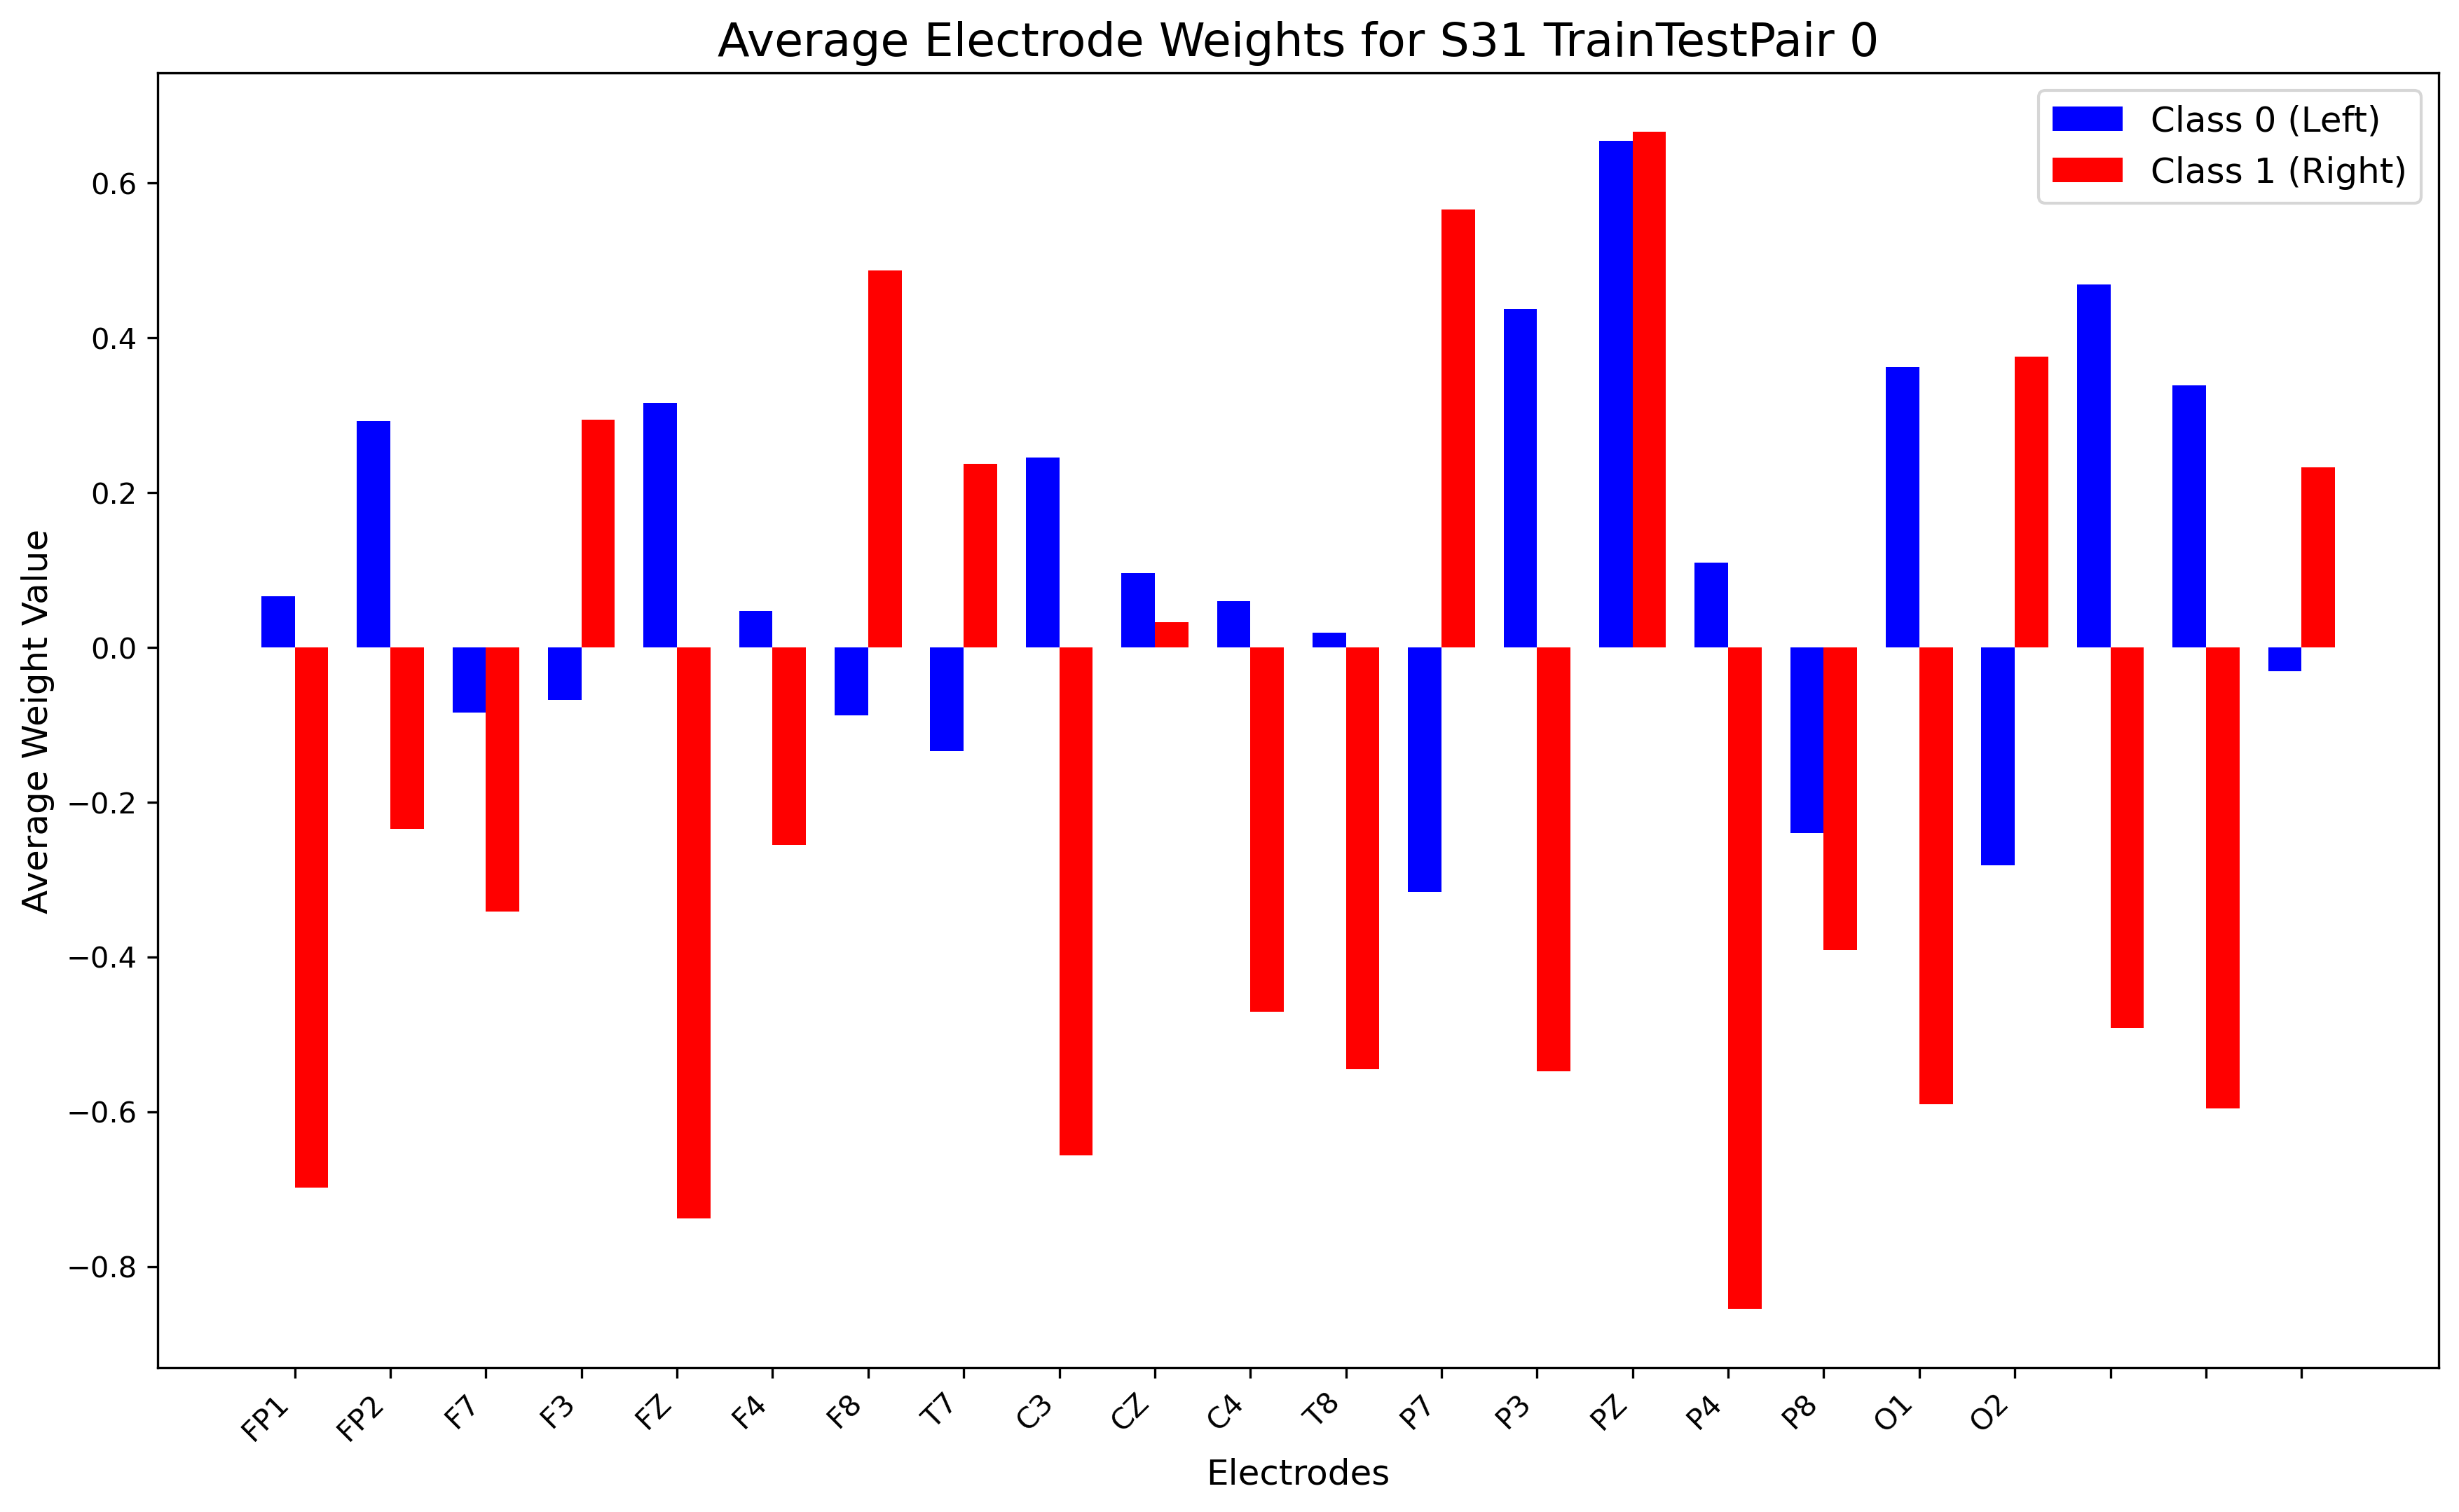 Average Electrode Weights for S31 TrainTestPair 0
Class 0 (Left)
Class 1 (Right)
Average Weight Value
0.6
0.4
0.2
0.0
−0.2
−0.4
−0.6
−0.8
FP1 FP2 F7 F3 FZ F4 F8 T7 C3 CZ C4 T8 P7 P3 PZ P4 P8 O1 O2
Electrodes